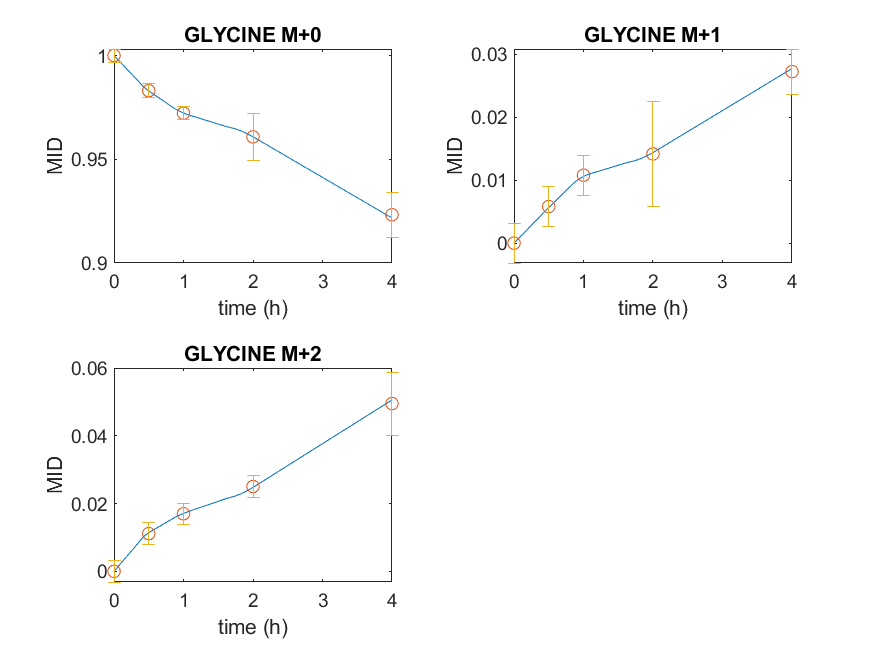 GLYCINE M+0
1
0.95
0.9
MID
0 1 2 3 4
time (h)
GLYCINE M+1
0.03
0.02
0.01
0
MID
0 1 2 3 4
time (h)
GLYCINE M+2
0.06
0.04
0.02
0
MID
0 1 2 3 4
time (h)